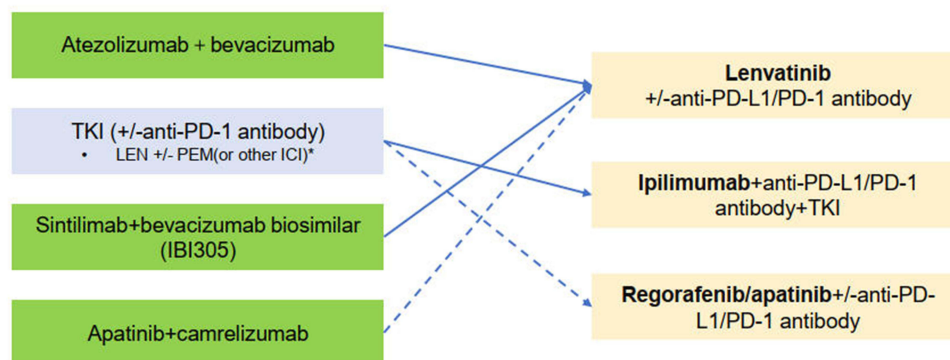 Atezolizumab + bevacizumab
TKI (+/-anti-PD-1 antibody)
• LEN +/- PEM(or other ICI)*
Sintilimab+bevacizumab biosimilar
(IBI305)
Apatinib+camrelizumab
Lenvatinib
+/-anti-PD-L1/PD-1 antibody
Ipilimumab+anti-PD-L1/PD-1
antibody+TKI
Regorafenib/apatinib+/-anti-PD-
L1/PD-1 antibody